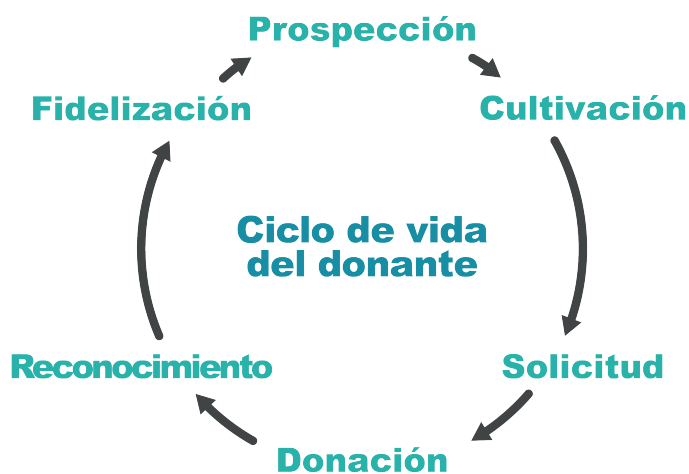 Prospección
Cultivación
Solicitud
Donación
Reconocimiento
Fidelización
Ciclo de vida
del donante